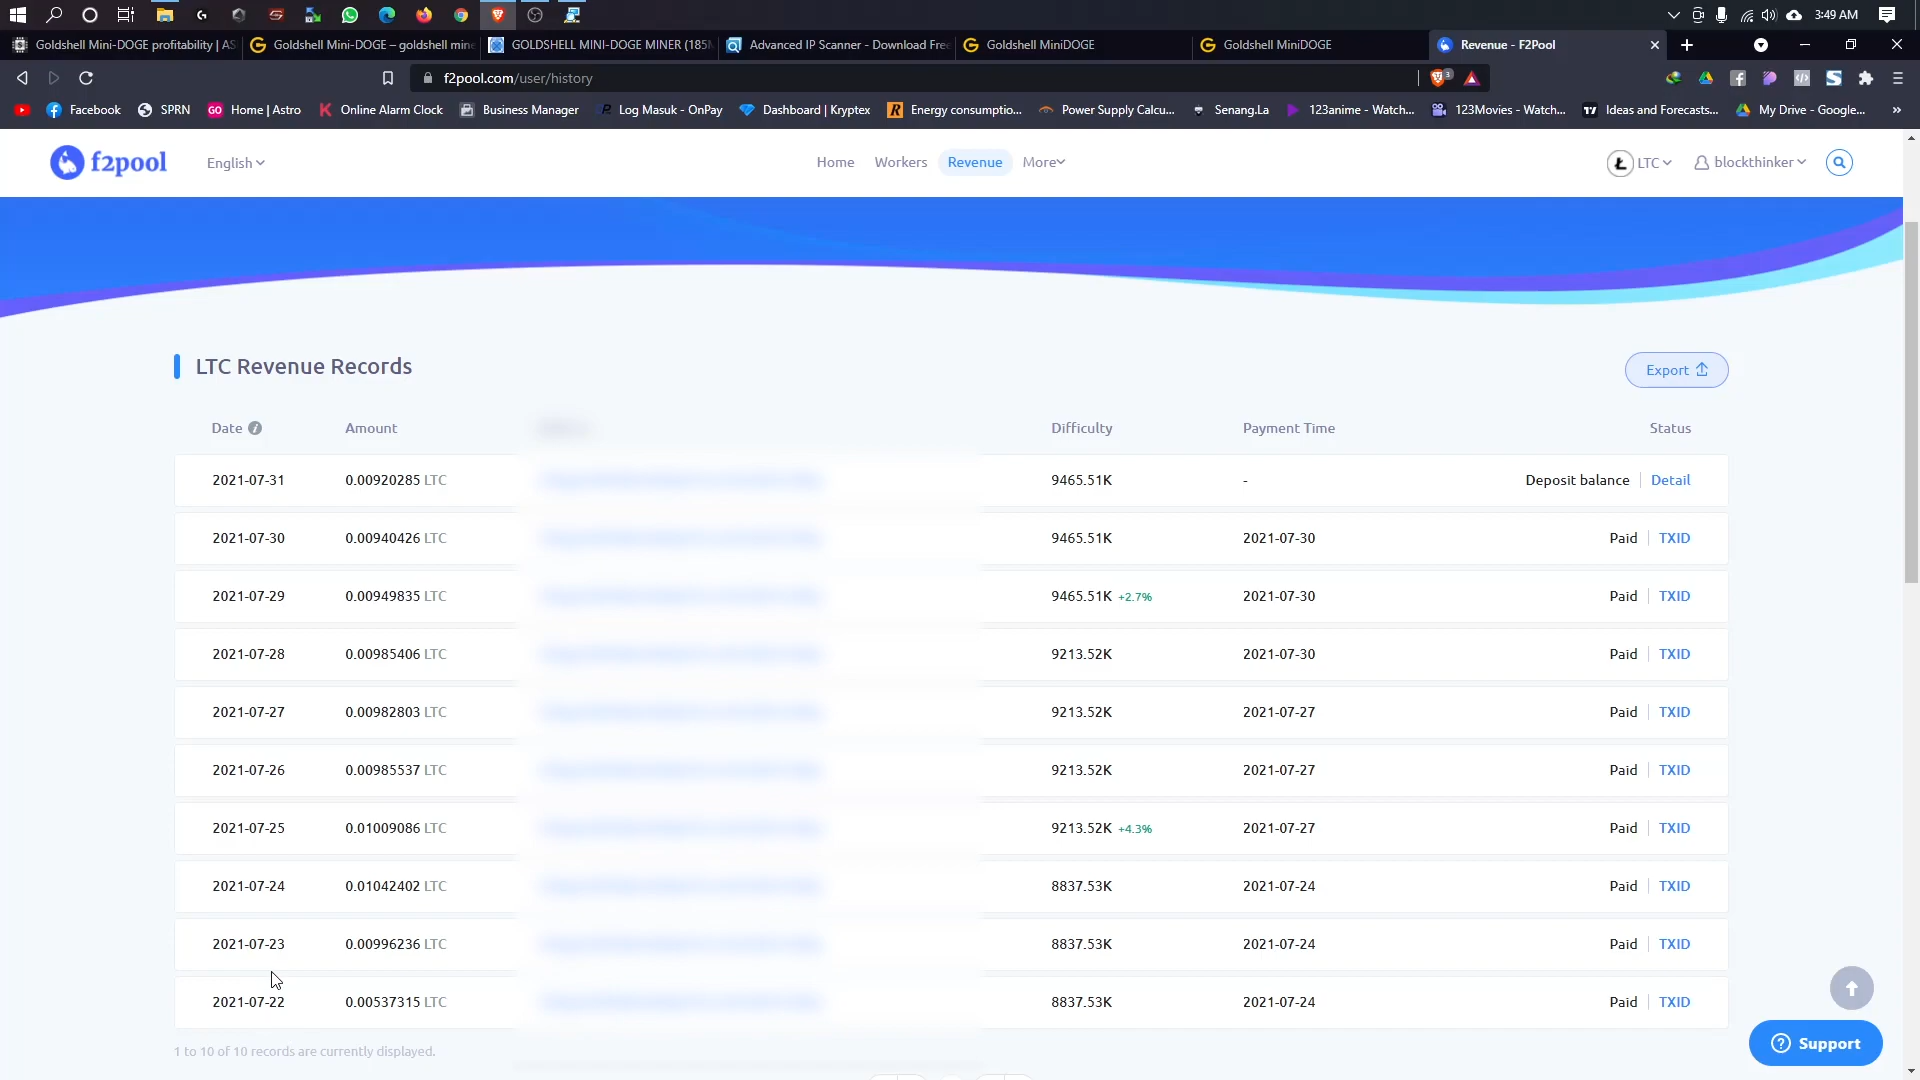 3:49 AM
Goldshell Mini-DOGE profitability | AS
Goldshell Mini-DOGE – goldshell mine
GOLDSHELL MINI-DOGE MINER (185M
Advanced IP Scanner - Download Free
Goldshell MiniDOGE
Goldshell MiniDOGE
Revenue - F2Pool
f2pool.com/user/history
3
Facebook
SPRN
GO Home | Astro
K Online Alarm Clock
Business Manager
Log Masuk - OnPay
Dashboard | Kryptex
Energy consumptio...
Power Supply Calcu...
Senang.La
123anime - Watch...
123Movies - Watch...
Ideas and Forecasts...
My Drive - Google...
»
f2pool
English
Home
Workers
Revenue
More
LTC
blockthinker
LTC Revenue Records
Export
Date
Amount
Difficulty
Payment Time
Status
2021-07-31 0.00920285 LTC 9465.51K - Deposit balance | Detail
2021-07-30 0.00940426 LTC 9465.51K 2021-07-30 Paid | TXID
2021-07-29 0.00949835 LTC 9465.51K +2.7% 2021-07-30 Paid | TXID
2021-07-28 0.00985406 LTC 9213.52K 2021-07-30 Paid | TXID
2021-07-27 0.00982803 LTC 9213.52K 2021-07-27 Paid | TXID
2021-07-26 0.00985537 LTC 9213.52K 2021-07-27 Paid | TXID
2021-07-25 0.01009086 LTC 9213.52K +4.3% 2021-07-27 Paid | TXID
2021-07-24 0.01042402 LTC 8837.53K 2021-07-24 Paid | TXID
2021-07-23 0.00996236 LTC 8837.53K 2021-07-24 Paid | TXID
2021-07-22 0.00537315 LTC 8837.53K 2021-07-24 Paid | TXID
1 to 10 of 10 records are currently displayed.
Support